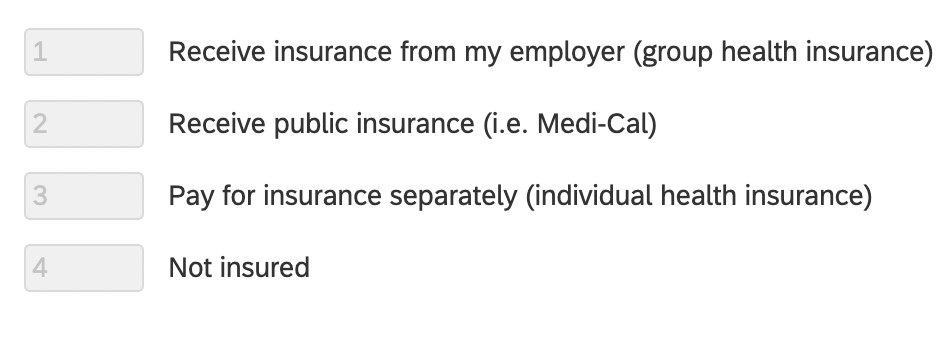 1 Receive insurance from my employer (group health insurance)
2 Receive public insurance (i.e. Medi-Cal)
3 Pay for insurance separately (individual health insurance)
4 Not insured